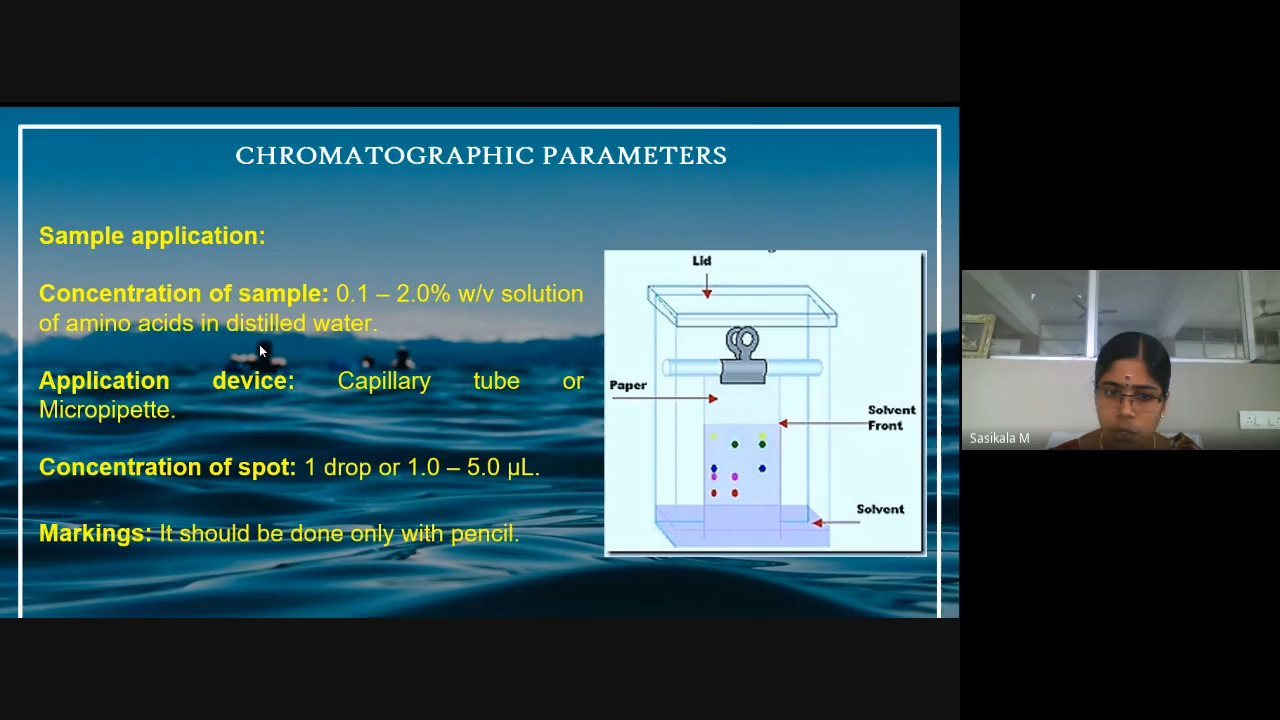 CHROMATOGRAPHIC PARAMETERS
Sample application:
Concentration of sample: 0.1 – 2.0% w/v solution
of amino acids in distilled water.
Application device: Capillary tube or
Micropipette.
Concentration of spot: 1 drop or 1.0 – 5.0 µL.
Markings: It should be done only with pencil.
Lid
Paper
Solvent
Front
Solvent
Sasikala M